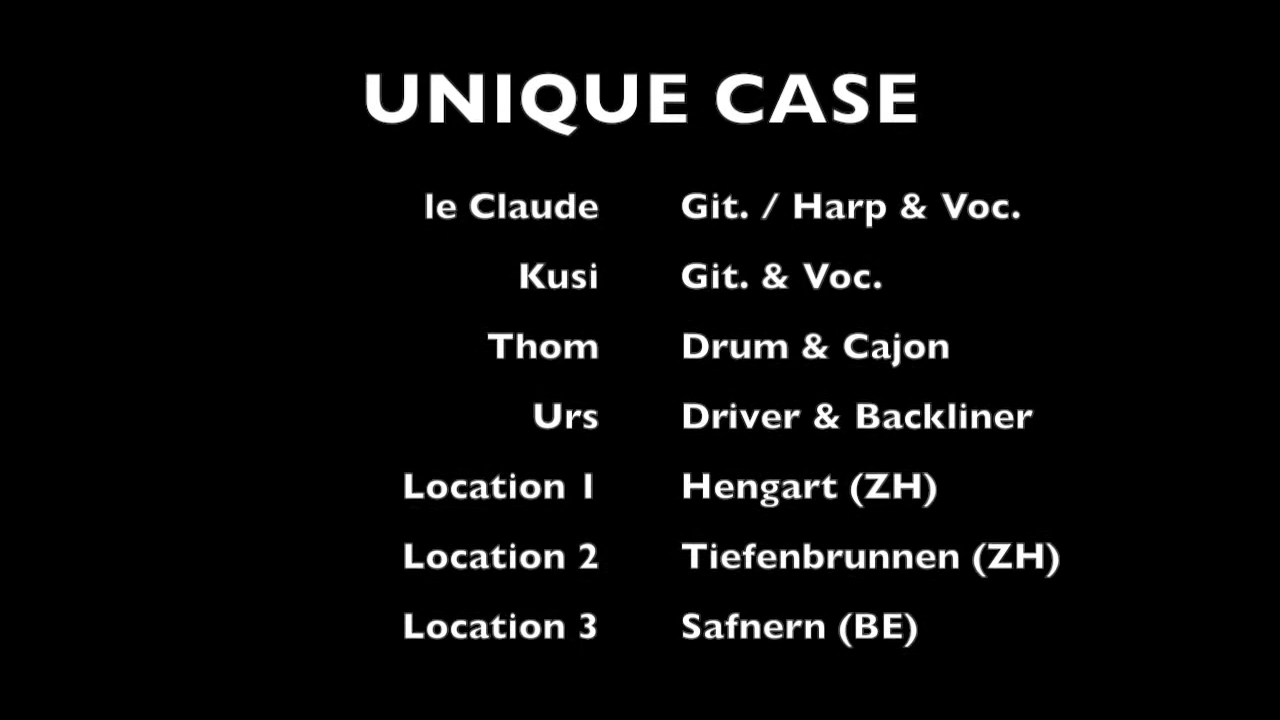 UNIQUE CASE
le Claude Git. / Harp & Voc.
Kusi Git. & Voc.
Thom Drum & Cajon
Urs Driver & Backliner
Location 1 Hengart (ZH)
Location 2 Tiefenbrunnen (ZH)
Location 3 Safnern (BE)